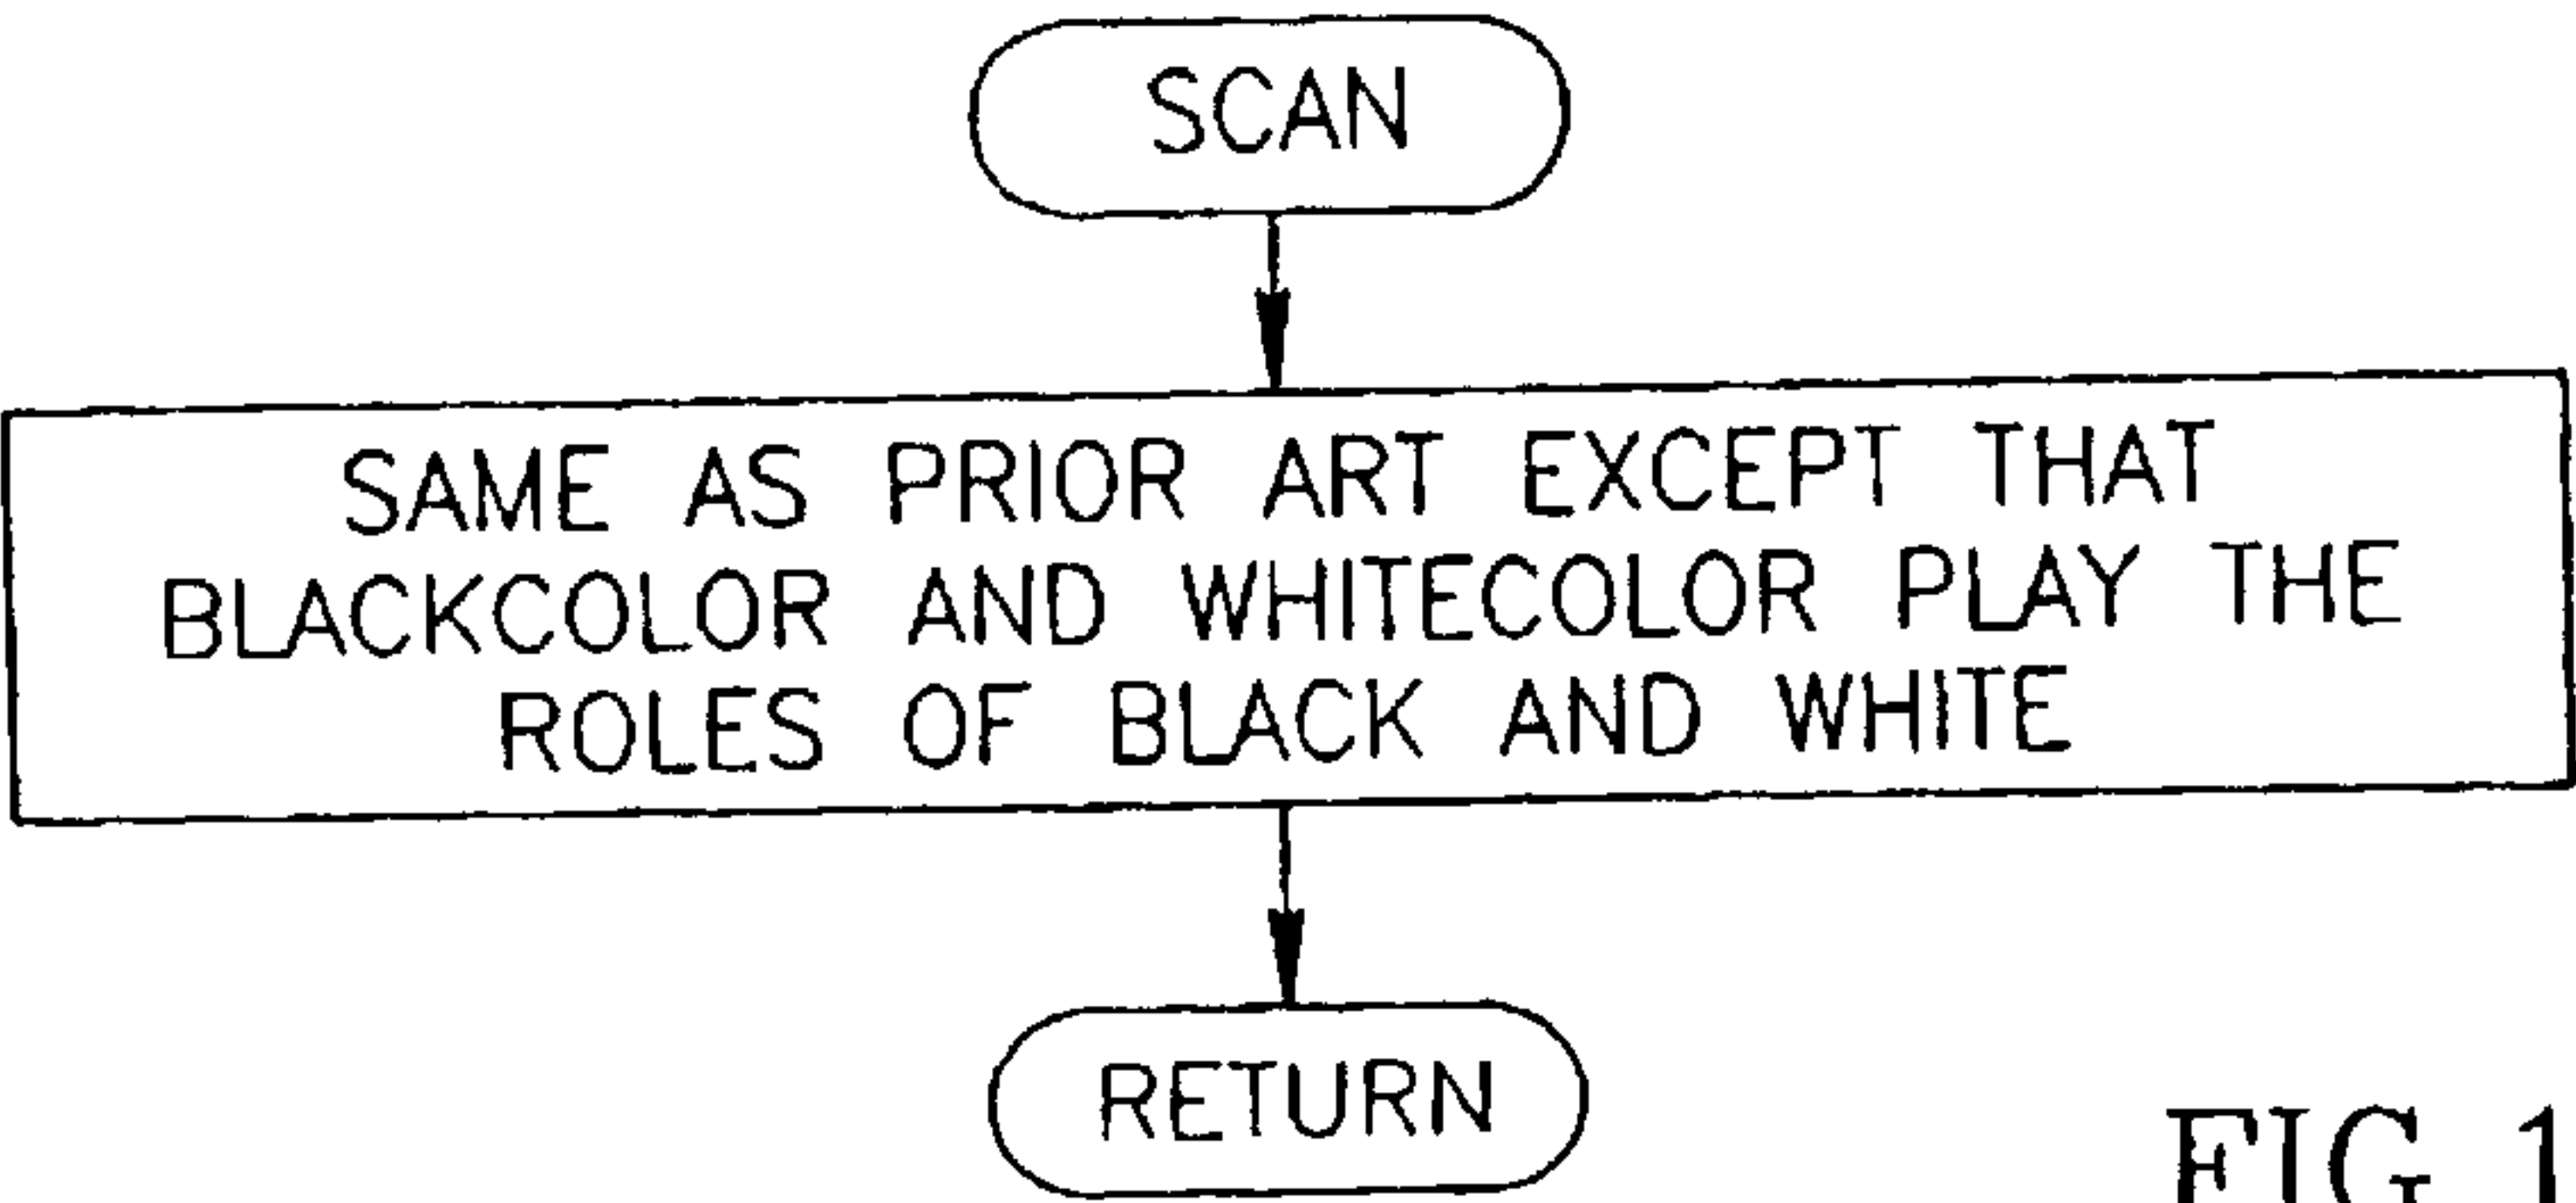 SCAN
SAME AS PRIOR ART EXCEPT THAT
BLACKCOLOR AND WHITECOLOR PLAY THE
ROLES OF BLACK AND WHITE
RETURN